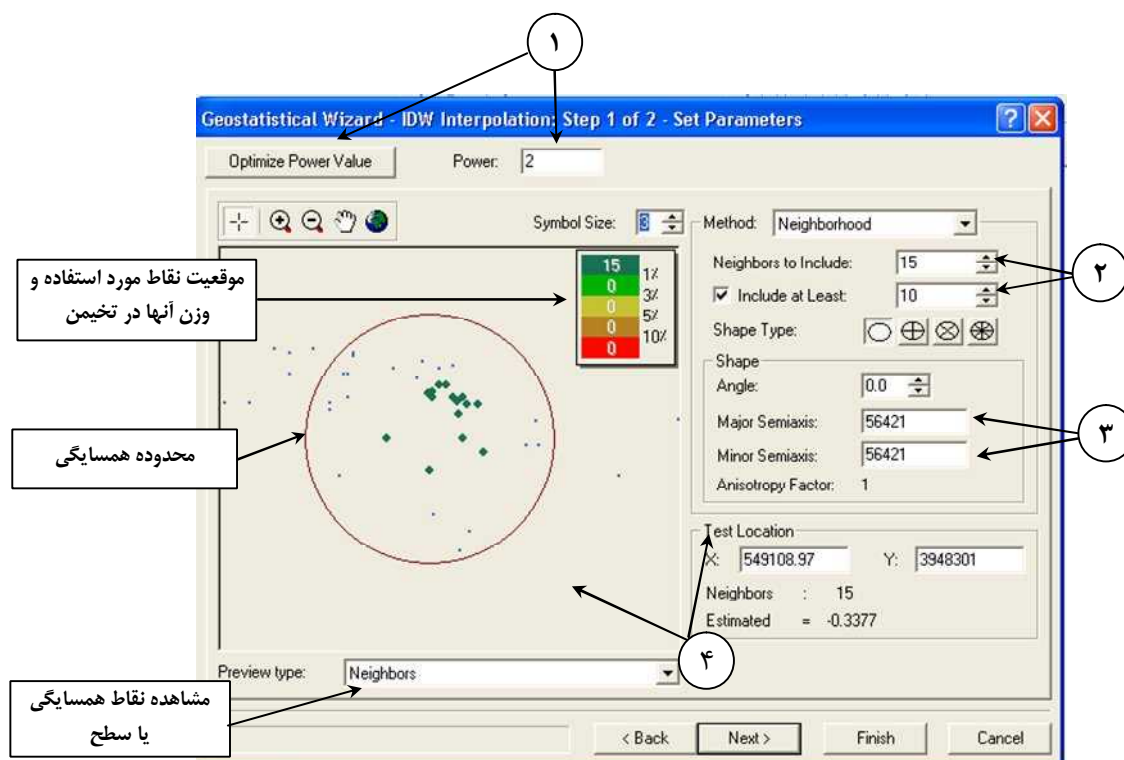 ۱
Geostatistical Wizard - IDW Interpolation: Step 1 of 2 - Set Parameters
Optimize Power Value
Power: 2
Symbol Size: 3
Method: Neighborhood
موقعیت نقاط مورد استفاده و
وزن آنها در تخیمن
15
0
0
0
0
1%
3%
5%
10%
Neighbors to Include: 15
Include at Least: 10
۲
Shape Type:
Shape
Angle: 0.0
Major Semiaxis: 56421
Minor Semiaxis: 56421
Anisotropy Factor: 1
۳
محدوده همسایگی
Test Location
X: 549108.97 Y: 3948301
Neighbors : 15
Estimated = -0.3377
۴
Preview type: Neighbors
مشاهده نقاط همسایگی
یا سطح
< Back Next > Finish Cancel